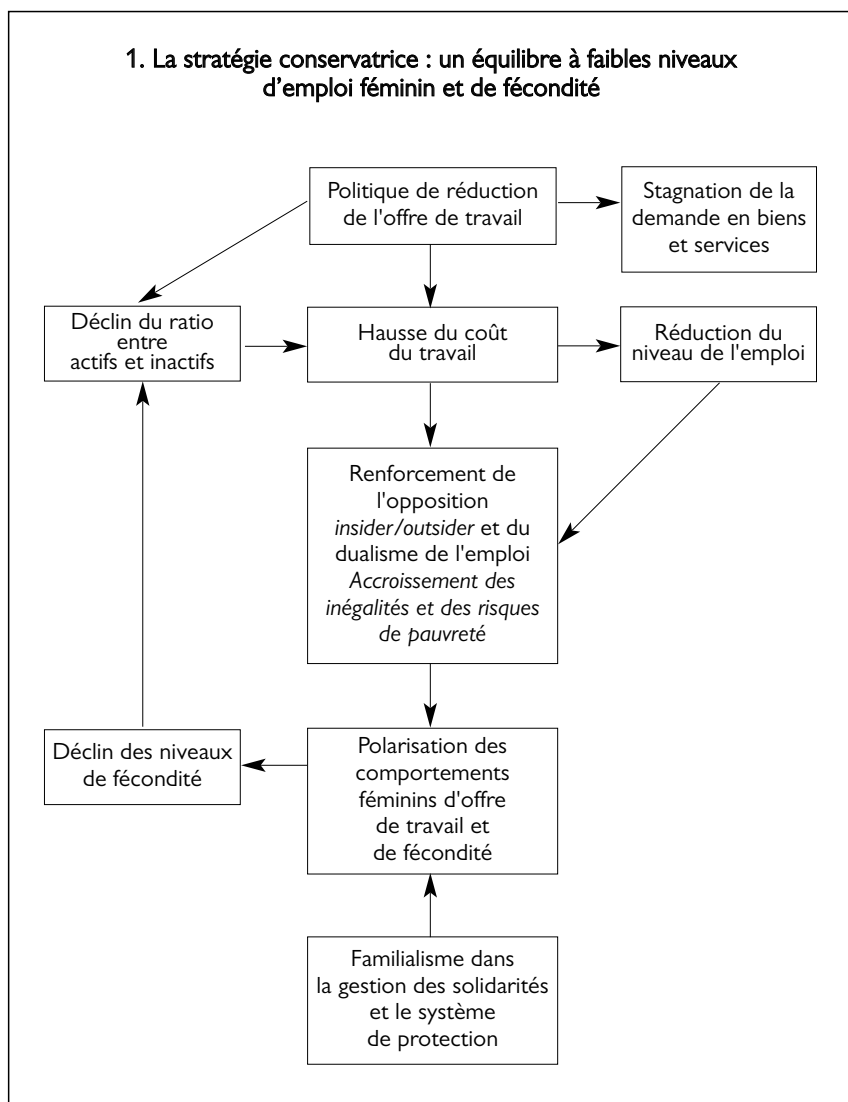 1. La stratégie conservatrice : un équilibre à faibles niveaux
d'emploi féminin et de fécondité
Politique de réduction
de l'offre de travail
Stagnation de la
demande en biens
et services
Déclin du ratio
entre
actifs et inactifs
Hausse du coût
du travail
Réduction du
niveau de l'emploi
Renforcement de
l'opposition
insider/outsider et du
dualisme de l'emploi
Accroissement des
inégalités et des risques
de pauvreté
Déclin des niveaux
de fécondité
Polarisation des
comportements
féminins d'offre
de travail et
de fécondité
Familialisme dans
la gestion des solidarités
et le système
de protection